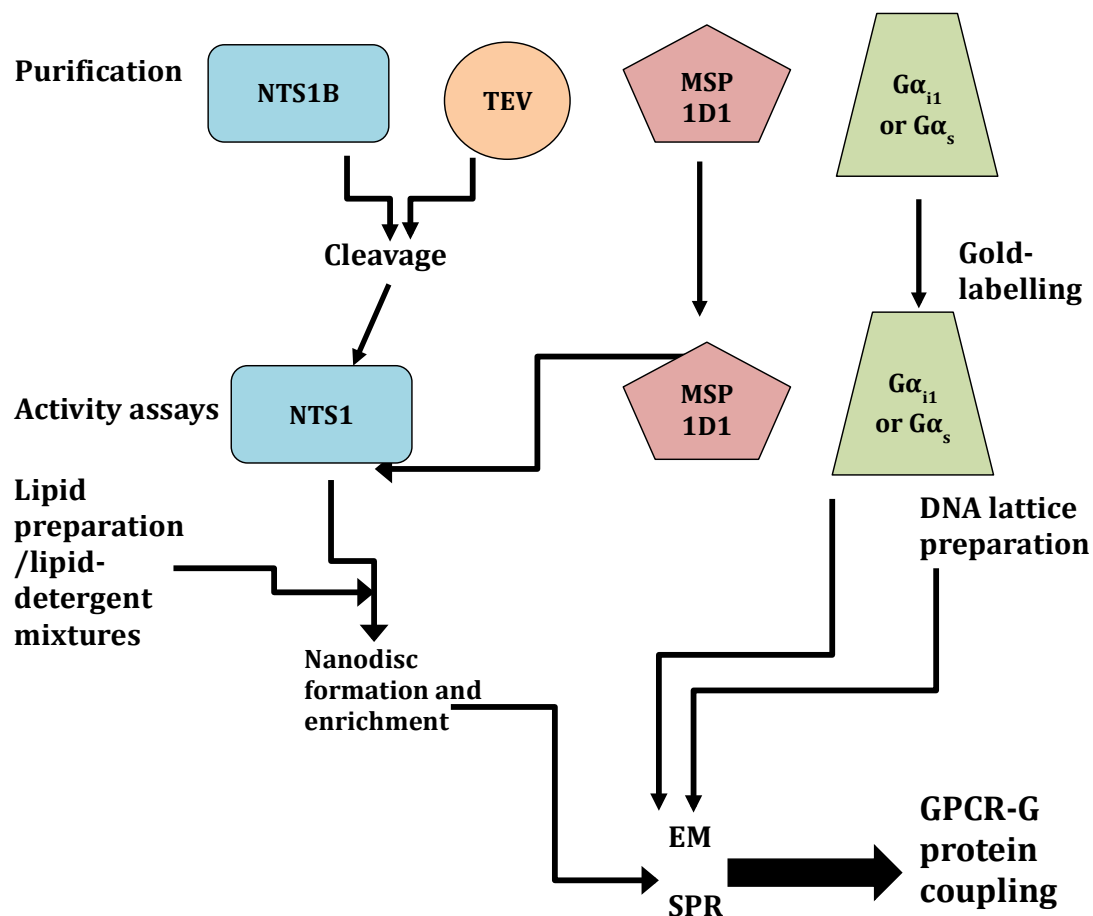 Purification
NTS1B
TEV
MSP
1D1
Gαi1
or Gαs
Cleavage
Gold-
labelling
Activity assays
NTS1
MSP
1D1
Gαi1
or Gαs
Lipid
preparation
/lipid-
detergent
mixtures
DNA lattice
preparation
Nanodisc
formation and
enrichment
EM
SPR
GPCR-G
protein
coupling